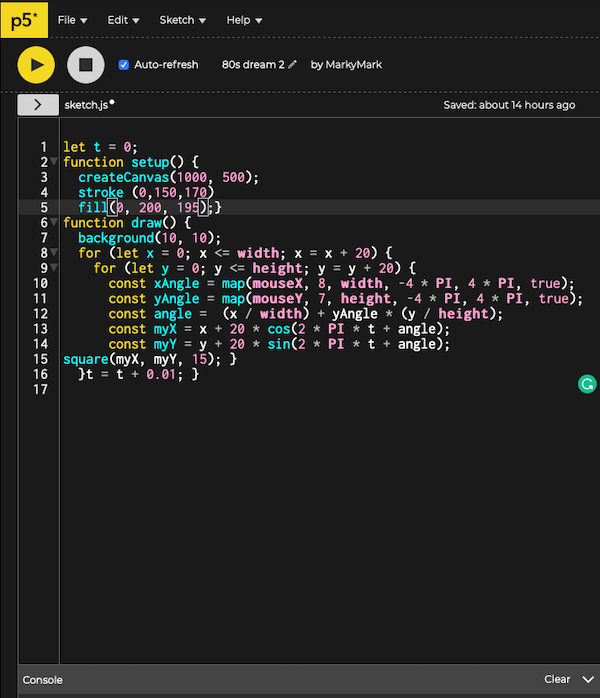 p5* File Edit Sketch Help
Auto-refresh 80s dream 2 by MarkyMark
> sketch.js• Saved: about 14 hours ago
1 let t = 0;
2 function setup() {
3 createCanvas(1000, 500);
4 stroke (0,150,170)
5 fill(0, 200, 195);}
6 function draw() {
7 background(10, 10);
8 for (let x = 0; x <= width; x = x + 20) {
9 for (let y = 0; y <= height; y = y + 20) {
10 const xAngle = map(mouseX, 8, width, -4 * PI, 4 * PI, true);
11 const yAngle = map(mouseY, 7, height, -4 * PI, 4 * PI, true);
12 const angle =  (x / width) + yAngle * (y / height);
13 const myX = x + 20 * cos(2 * PI * t + angle);
14 const myY = y + 20 * sin(2 * PI * t + angle);
15 square(myX, myY, 15); }
16 }t = t + 0.01; }
17
Console Clear